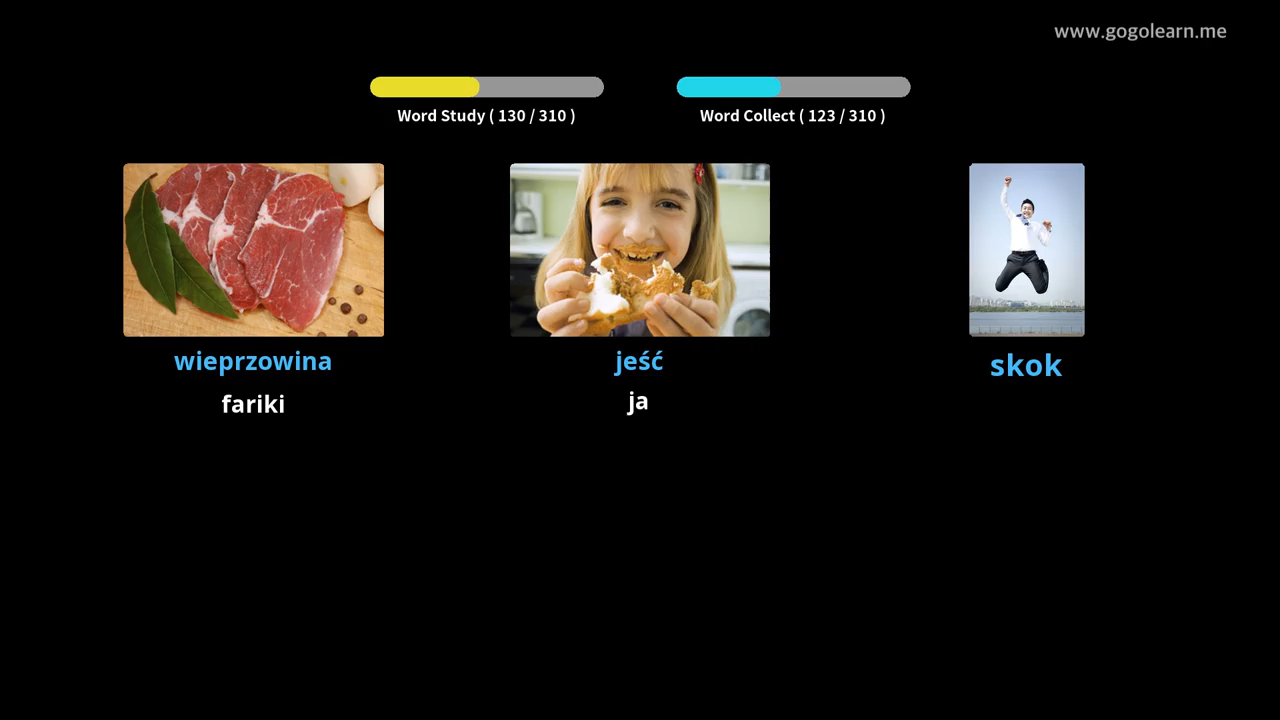 www.gogolearn.me
Word Study ( 130 / 310 )
Word Collect ( 123 / 310 )
wieprzowina
fariki
jeść
ja
skok